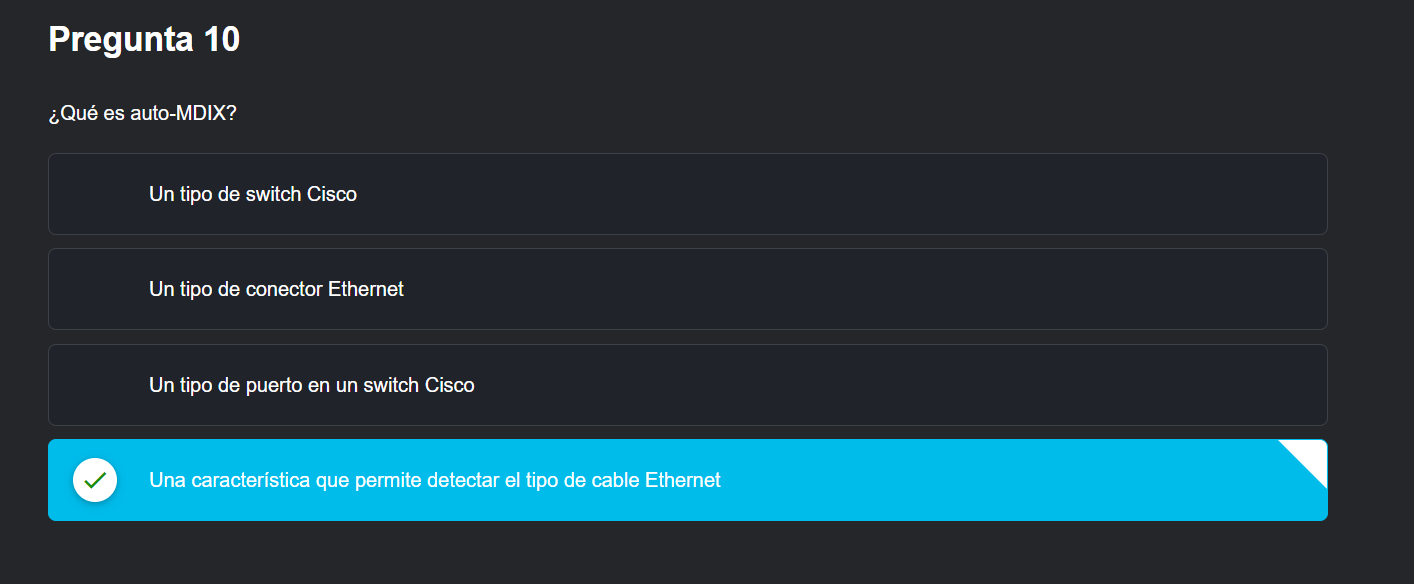 Pregunta 10
¿Qué es auto-MDIX?
Un tipo de switch Cisco
Un tipo de conector Ethernet
Un tipo de puerto en un switch Cisco
Una característica que permite detectar el tipo de cable Ethernet